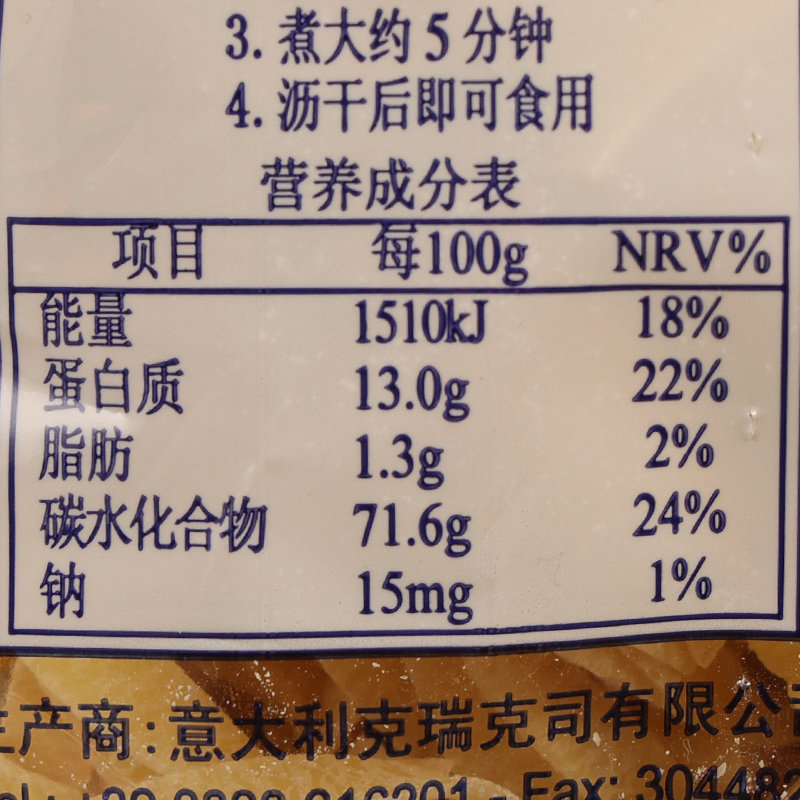 3. 煮大约5分钟
4. 沥干后即可食用
营养成分表
项目 每100g NRV%
能量 1510kJ 18%
蛋白质 13.0g 22%
脂肪 1.3g 2%
碳水化合物 71.6g 24%
钠 15mg 1%
产商:意大利克瑞克司有限公
Fax: 304482